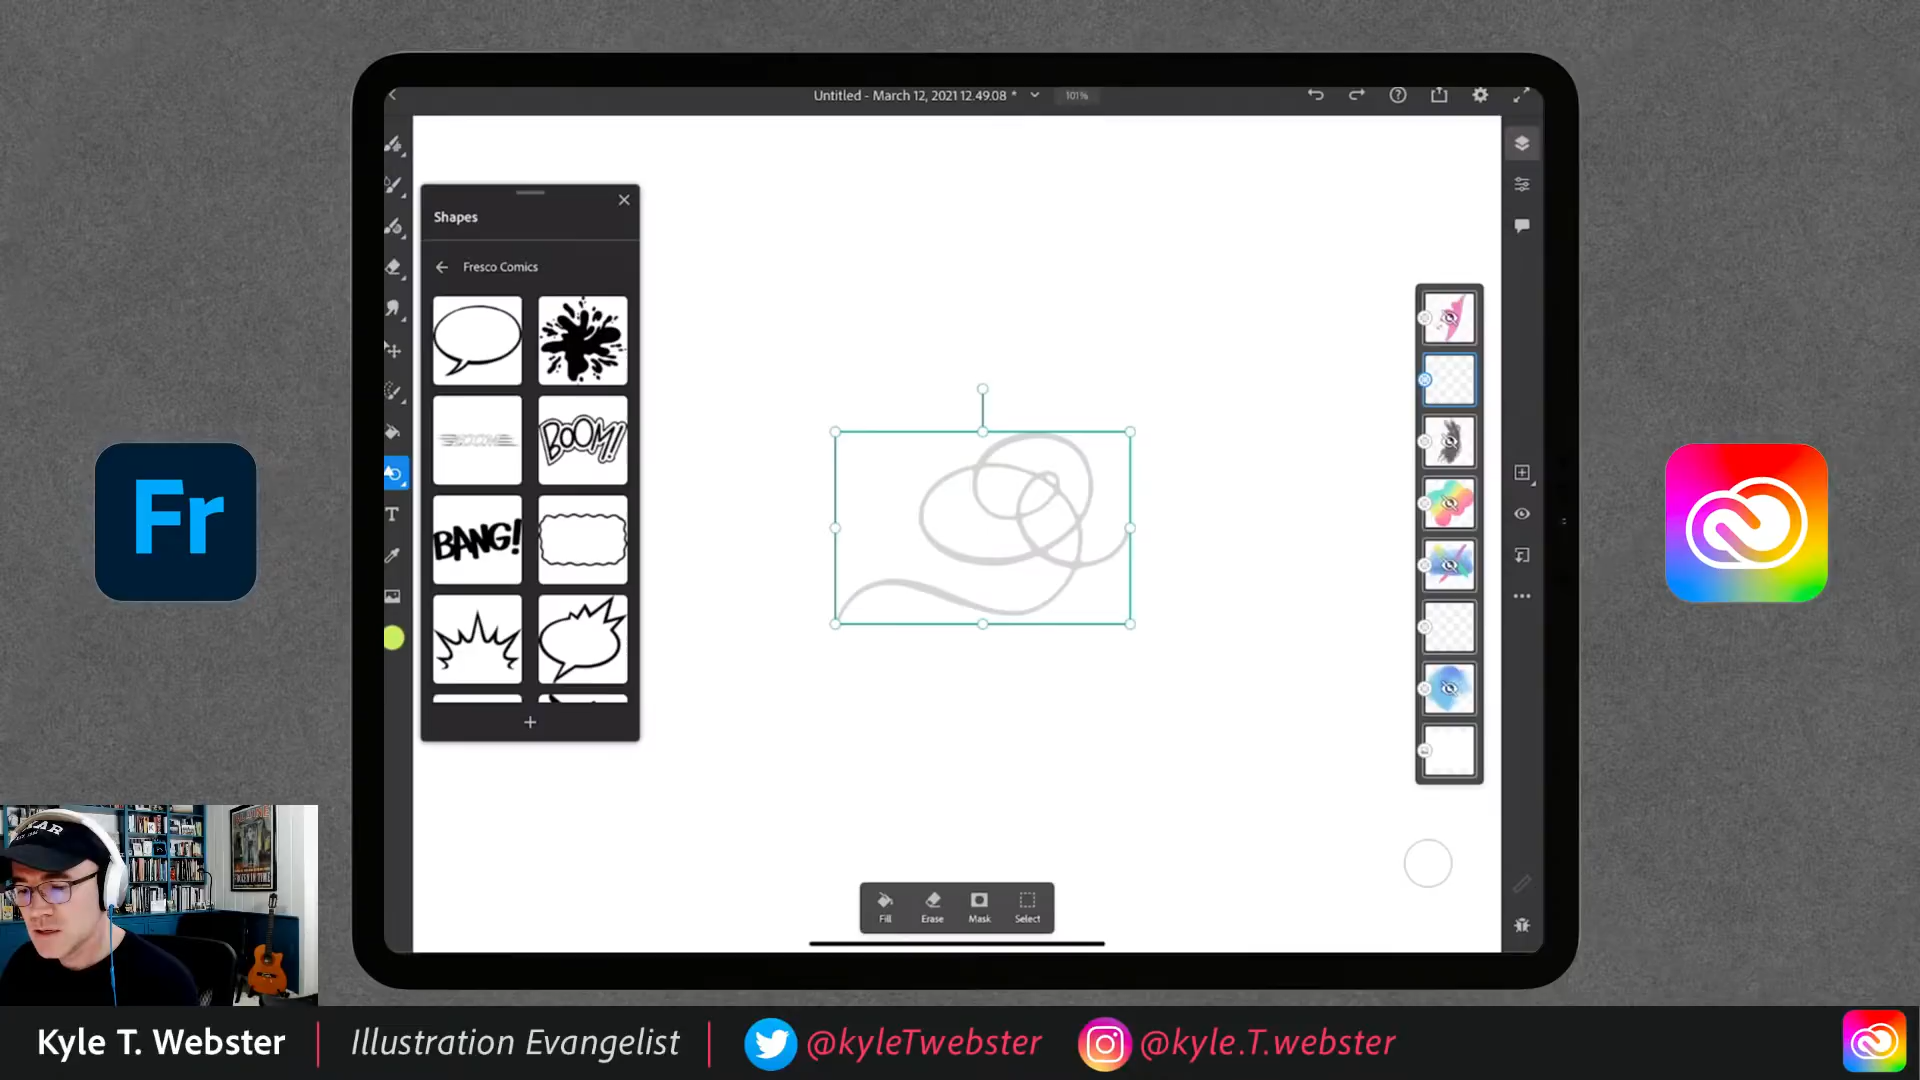 Untitled - March 12, 2021 12.49.08 * 101%
Shapes
Fresco Comics
BOOM!
BANG!
T
Fr
Fill Erase Mask Select
Kyle T. Webster | Illustration Evangelist | @kyleTwebster @kyle.T.webster